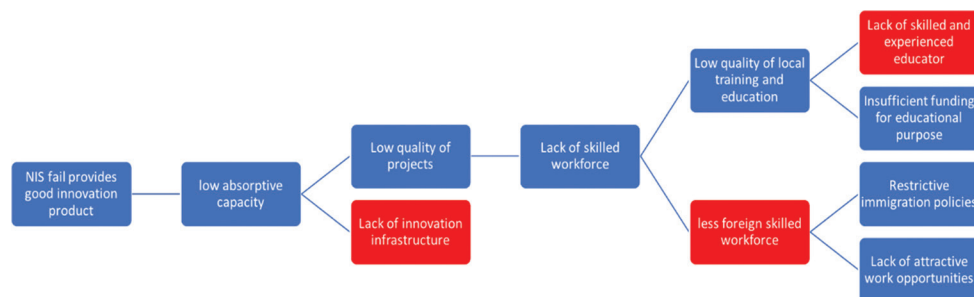 NIS fail provides
good innovation
product
low absorptive
capacity
Low quality of
projects
Lack of innovation
infrastructure
Lack of skilled
workforce
Low quality of local
training and
education
less foreign skilled
workforce
Lack of skilled and
experienced
educator
Insufficient funding
for educational
purpose
Restrictive
immigration policies
Lack of attractive
work opportunities